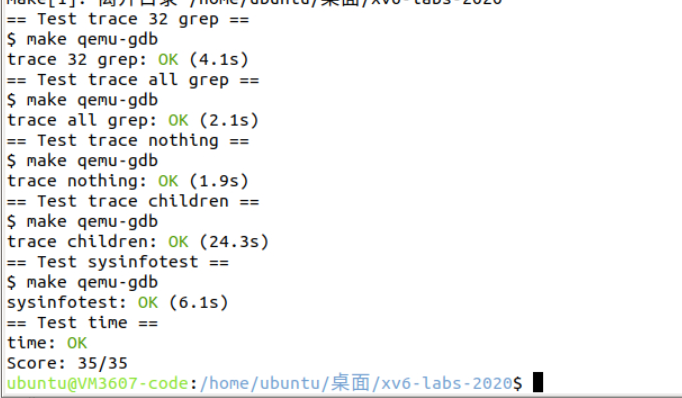 make[1]: 离开目录"/home/ubuntu/桌面/xv6-labs-2020"
== Test trace 32 grep ==
$ make qemu-gdb
trace 32 grep: OK (4.1s)
== Test trace all grep ==
$ make qemu-gdb
trace all grep: OK (2.1s)
== Test trace nothing ==
$ make qemu-gdb
trace nothing: OK (1.9s)
== Test trace children ==
$ make qemu-gdb
trace children: OK (24.3s)
== Test sysinfotest ==
$ make qemu-gdb
sysinfotest: OK (6.1s)
== Test time ==
time: OK
Score: 35/35
ubuntu@VM3607-code:/home/ubuntu/桌面/xv6-labs-2020$